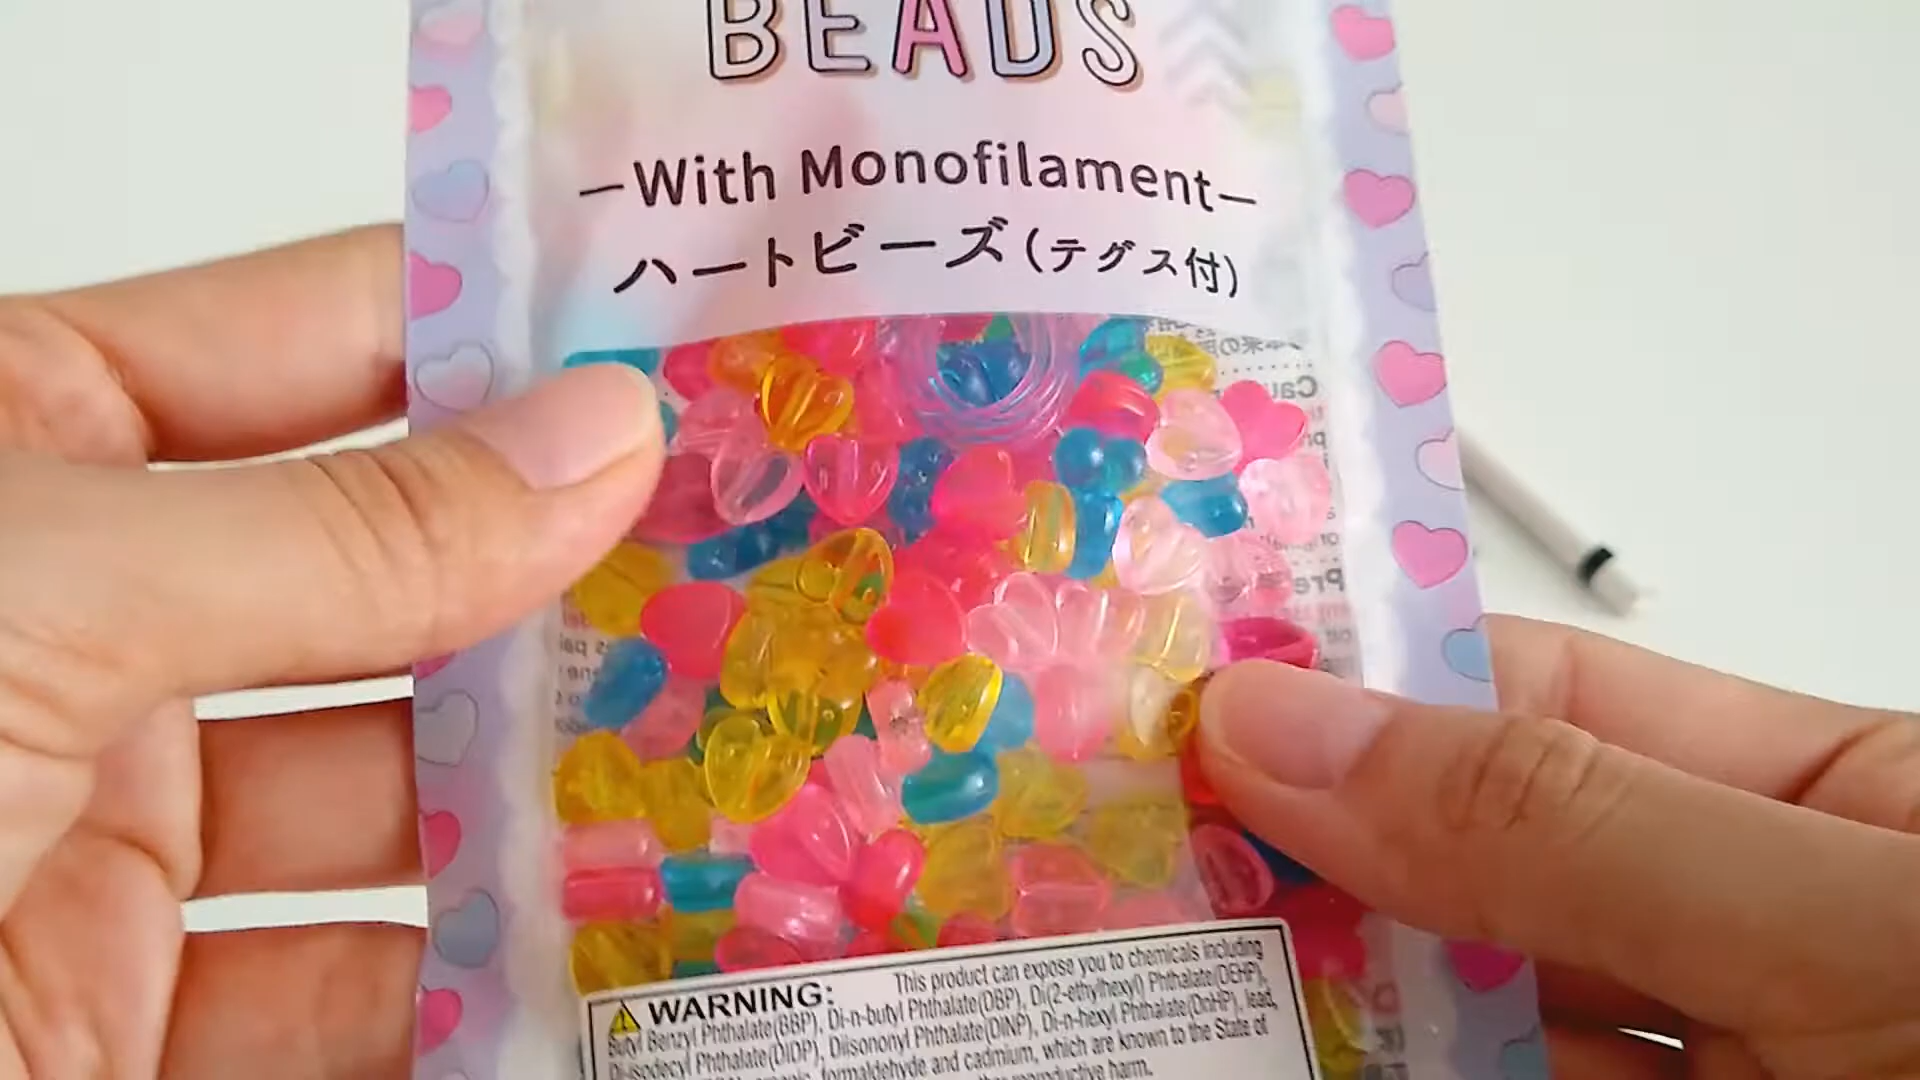 BEADS
—With Monofilament—
ハートビーズ(テグス付)
WARNING: This product can expose you to chemicals including
Butyl Benzyl Phthalate(BBP), Di-n-butyl Phthalate(DBP), Di(2-ethylhexyl) Phthalate(DEHP),
Di-isodecyl Phthalate(DIDP), Diisononyl Phthalate(DINP), Di-n-hexyl Phthalate(DnHP), lead,
formaldehyde and cadmium, which are known to the State of
reproductive harm.